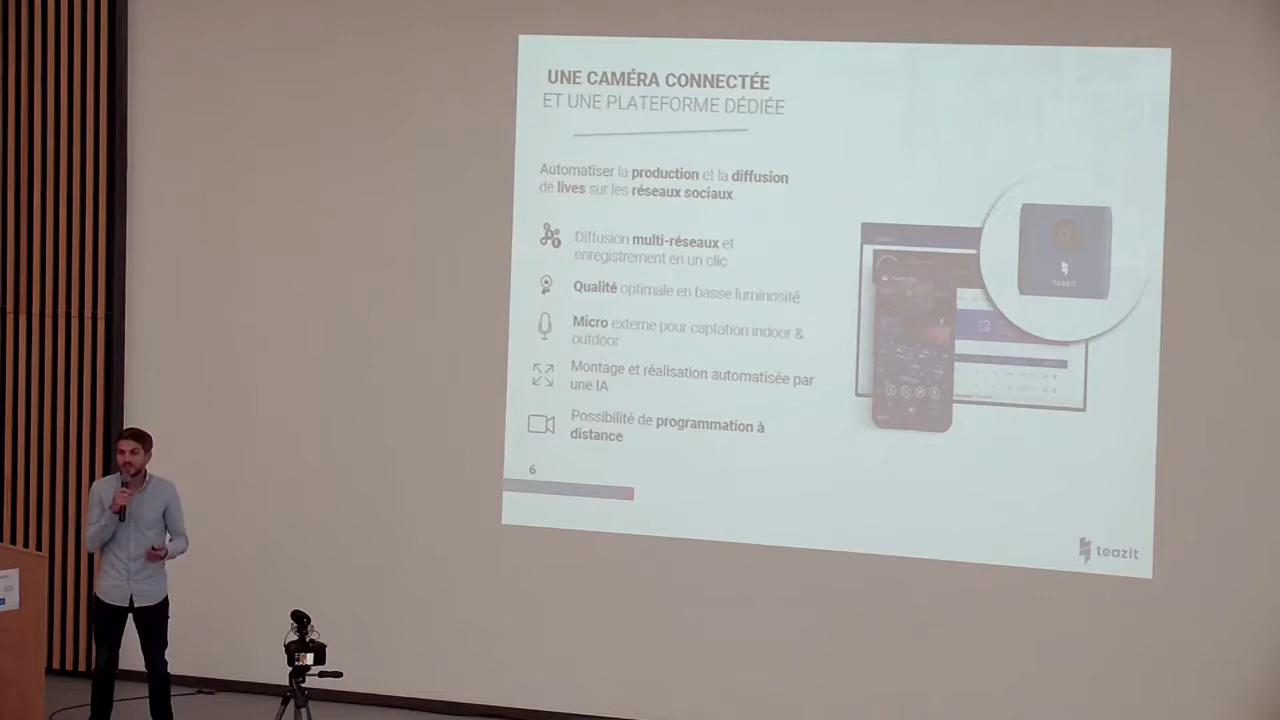 UNE CAMÉRA CONNECTÉE
ET UNE PLATEFORME DÉDIÉE
Automatiser la production et la diffusion
de lives sur les réseaux sociaux.
Diffusion multi-réseaux et
enregistrement en un clic
Qualité optimale en basse luminosité
Micro externe pour captation indoor &
outdoor
Montage et réalisation automatisée par
une IA
Possibilité de programmation à
distance
6
teazit
teazit